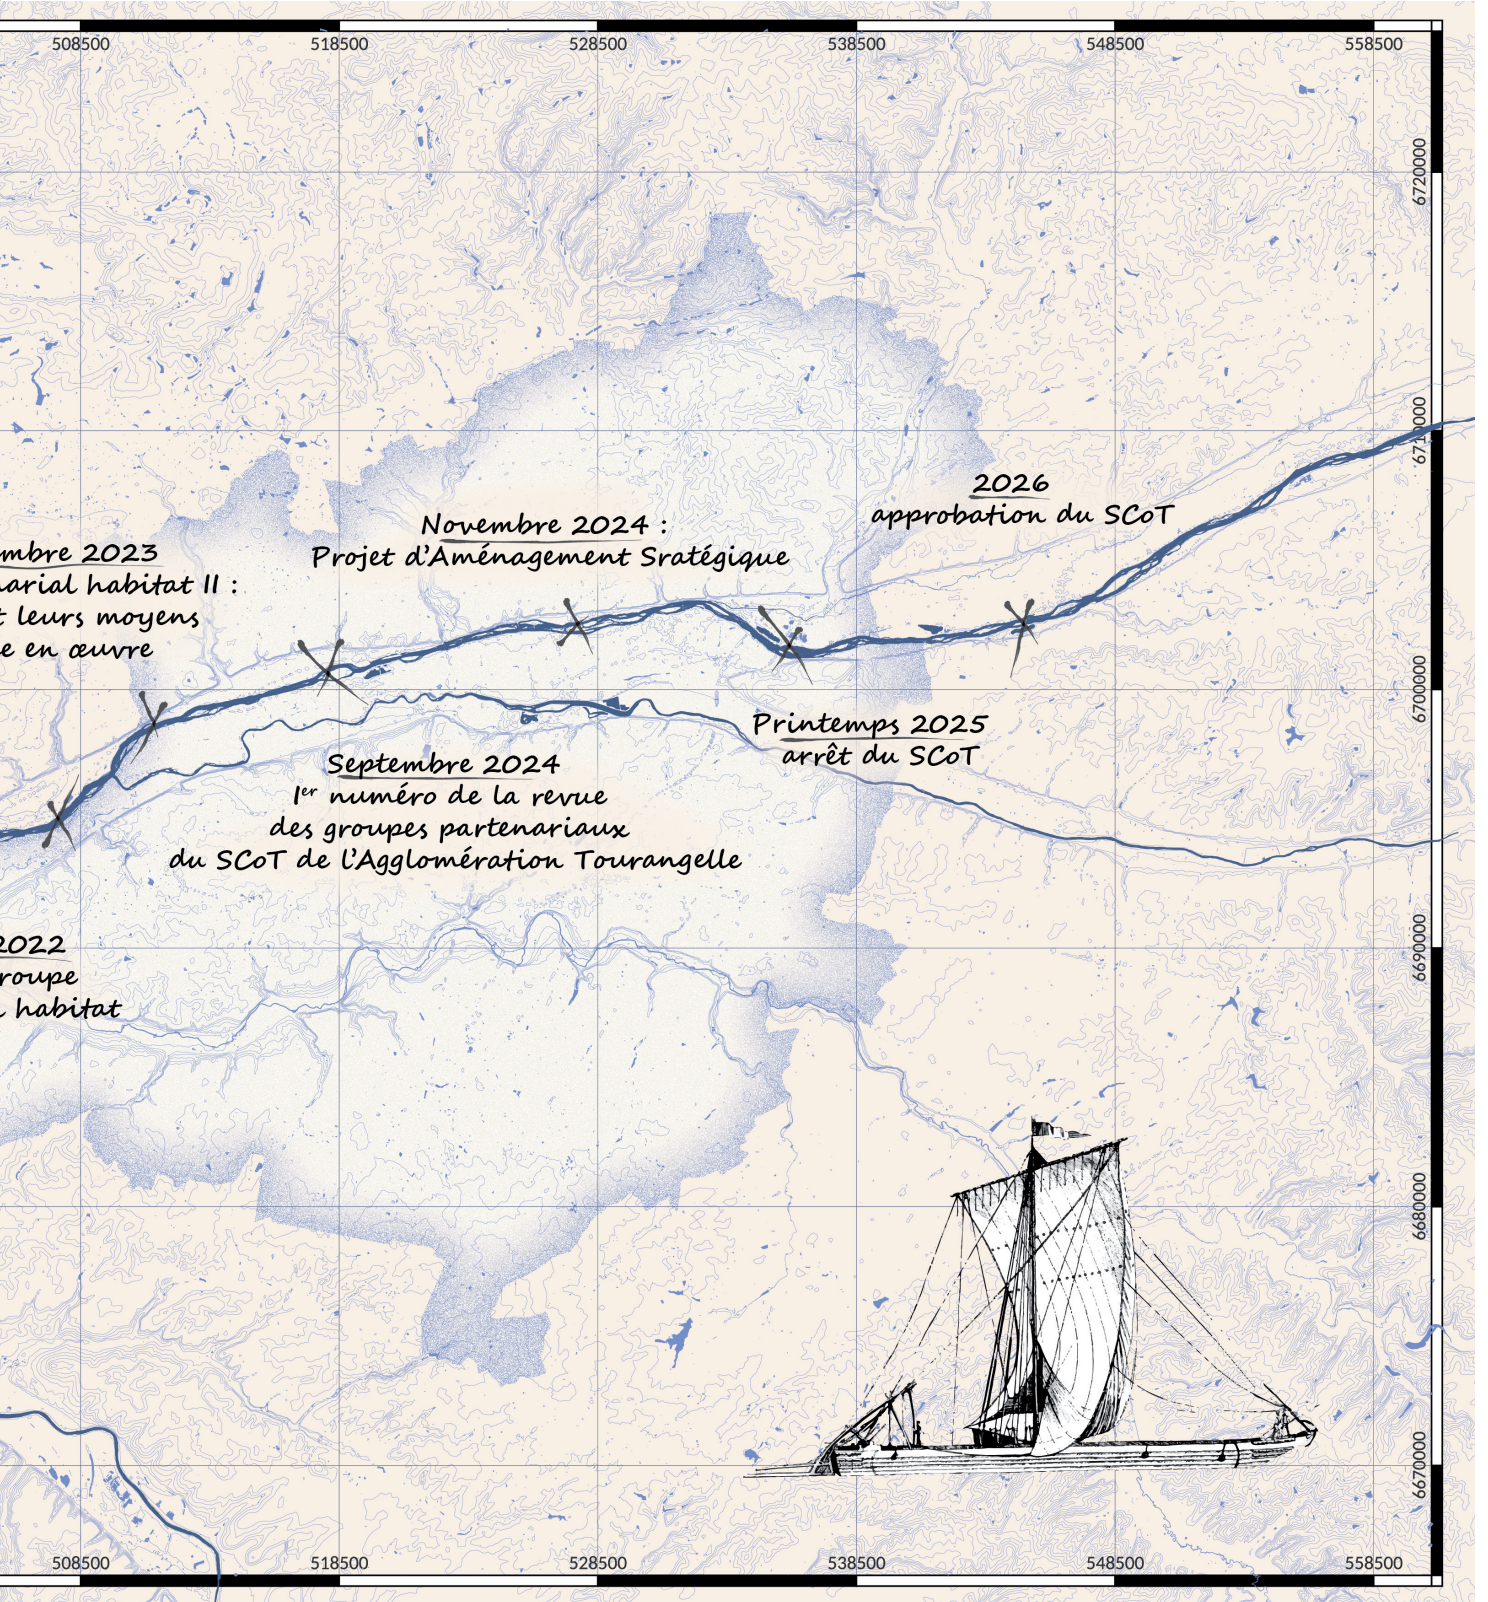 508500 518500 528500 538500 548500 558500
6720000
6710000
2026
approbation du SCoT
Novembre 2024 :
Projet d'Aménagement Sratégique
mbre 2023
arial habitat II :
t leurs moyens
e en œuvre
6700000
Printemps 2025
arrêt du SCoT
Septembre 2024
1er numéro de la revue
des groupes partenariaux
du SCoT de l'Agglomération Tourangelle
6690000
2022
roupe
habitat
6680000
6670000
508500 518500 528500 538500 548500 558500